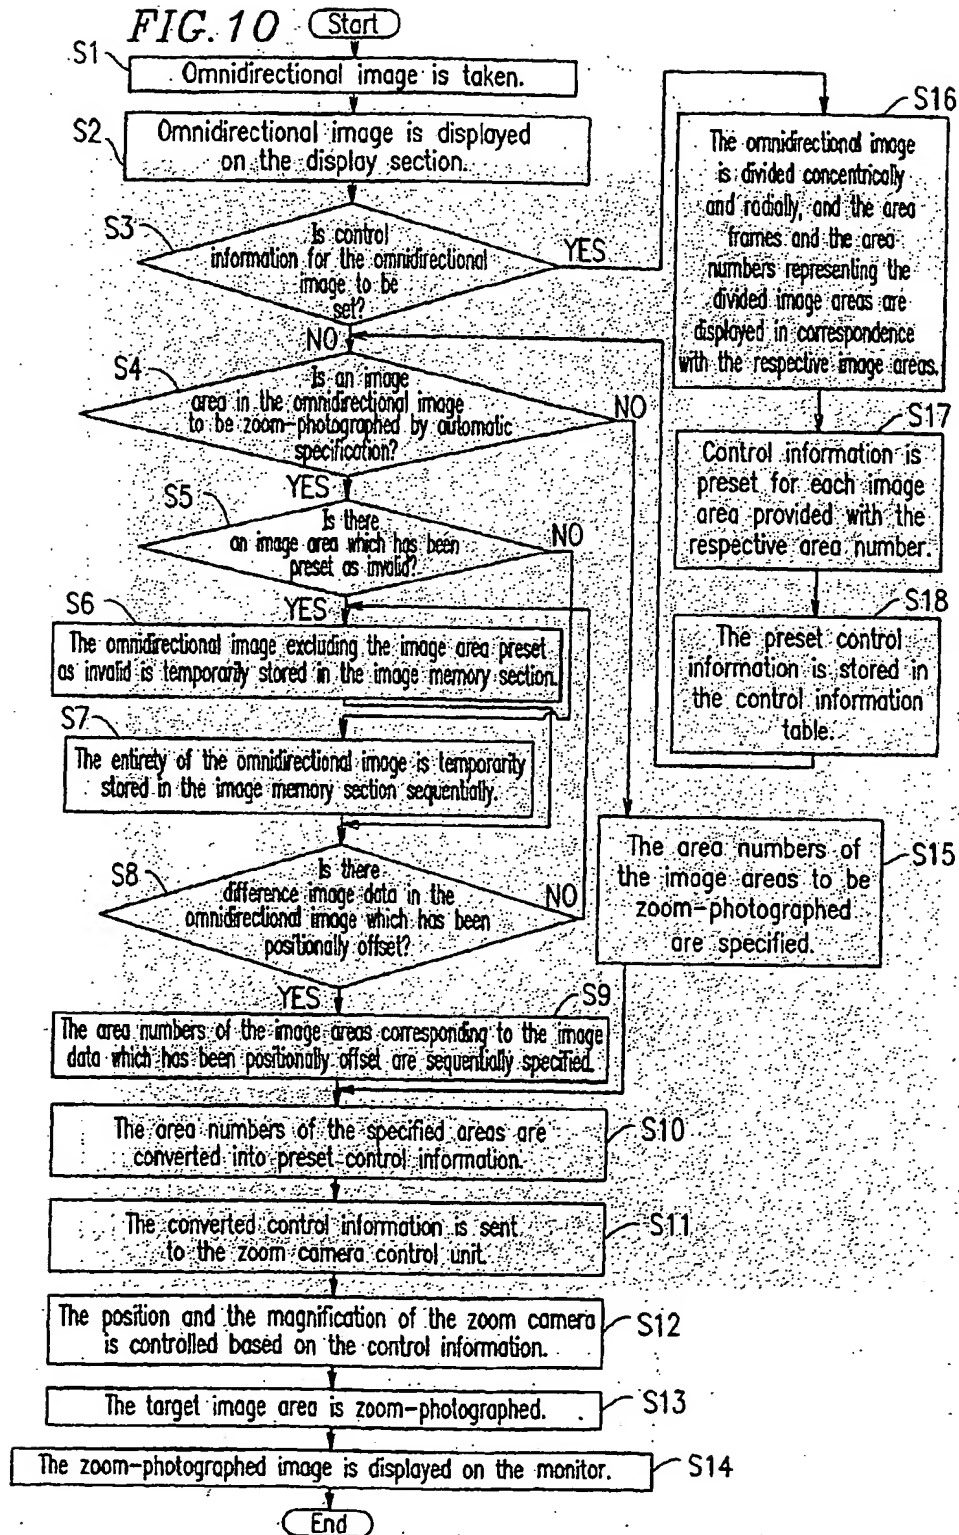 FIG. 10
Start
S1
Omnidirectional image is taken.
S2
Omnidirectional image is displayed
on the display section.
S3
Is control
information for the omnidirectional
image to be
set?
YES
NO
S4
Is an image
area in the omnidirectional image
to be zoom-photographed by automatic
specification?
NO
YES
S5
Is there
an image area which has been
preset as invalid?
NO
YES
S6
The omnidirectional image excluding the image area preset
as invalid is temporarily stored in the image memory section.
S7
The entirety of the omnidirectional image is temporarity
stored in the image memory section sequentially.
S8
Is there
difference image data in the
omnidirectional image which has been
positionally offset?
NO
YES
S9
The area numbers of the image areas corresponding to the image
data which has been positionally offset are sequentially specified.
S10
The area numbers of the specified areas are
converted into preset control information.
S11
The converted control information is sent
to the zoom camera control unit.
S12
The position and the magnification of the zoom camera
is controlled based on the control information.
S13
The target image area is zoom-photographed.
S14
The zoom-photographed image is displayed on the monitor.
End
S16
The omnidirectional image
is divided concentrically
and radially, and the area
frames and the area
numbers representing the
divided image areas are
displayed in correspondence
with the respective image areas.
S17
Control information is
preset for each image
area provided with the
respective area number.
S18
The preset control
information is stored in
the control information
table.
S15
The area numbers of
the image areas to be
zoom-photographed
are specified.